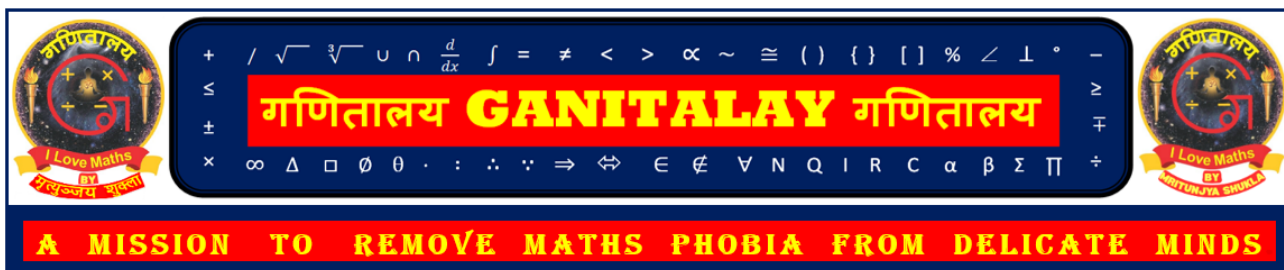 गणितालय
I Love Maths
BY
मृत्युञ्जय शुक्ला
+ / √ ∛ ∪ ∩ d/dx ∫ = ≠ < > ∝ ~ ≅ ( ) { } [ ] % ∠ ⊥ ° −
≤ ≥
± ∓
गणितालय GANITALAY गणितालय
× ∞ Δ □ Ø θ · : ∴ ∵ ⇒ ⇔ ∈ ∉ ∀ N Q I R C α β Σ ∏ ÷
गणितालय
I Love Maths
BY
MRITUNJYA SHUKLA
A MISSION TO REMOVE MATHS PHOBIA FROM DELICATE MINDS